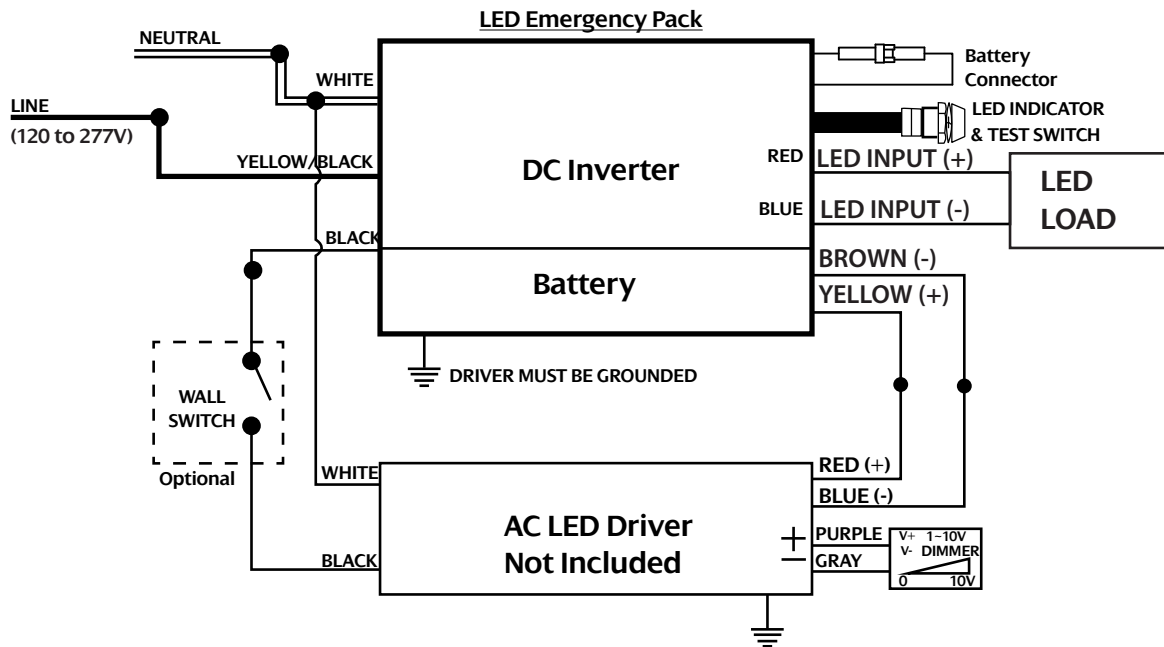 LED Emergency Pack
NEUTRAL
WHITE
Battery
Connector
LINE
(120 to 277V)
LED INDICATOR
& TEST SWITCH
YELLOW/BLACK
DC Inverter
RED
LED INPUT (+)
LED
LOAD
BLUE
LED INPUT (-)
BLACK
BROWN (-)
Battery
YELLOW (+)
DRIVER MUST BE GROUNDED
WALL
SWITCH
Optional
WHITE
RED (+)
BLUE (-)
AC LED Driver
Not Included
+
PURPLE
V+ 1~10V
V- DIMMER
BLACK
−
GRAY
0 10V